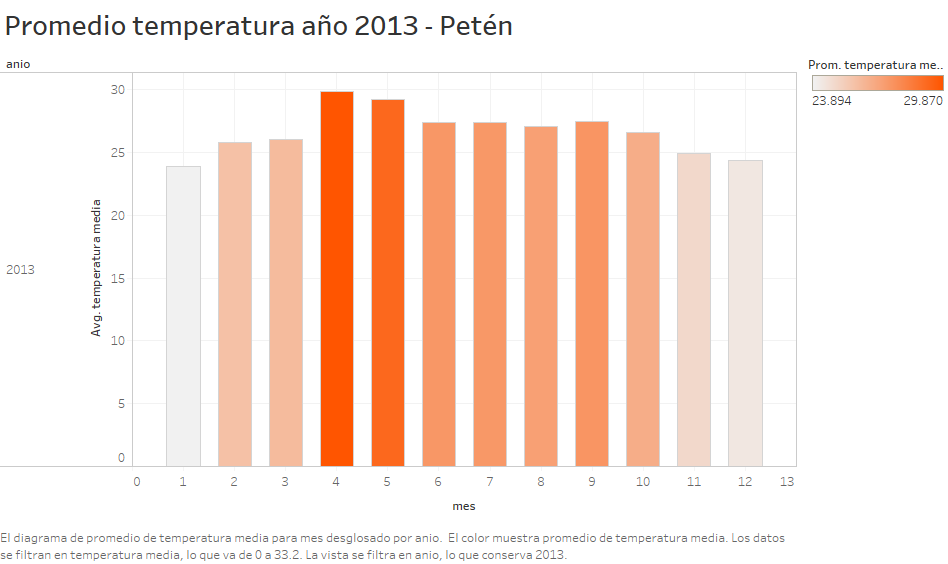 Promedio temperatura año 2013 - Petén
anio
Prom. temperatura me..
23.894 29.870
30
25
20
15
10
5
0
Avg. temperatura media
2013
0 1 2 3 4 5 6 7 8 9 10 11 12 13
mes
El diagrama de promedio de temperatura media para mes desglosado por anio.  El color muestra promedio de temperatura media. Los datos
se filtran en temperatura media, lo que va de 0 a 33.2. La vista se filtra en anio, lo que conserva 2013.